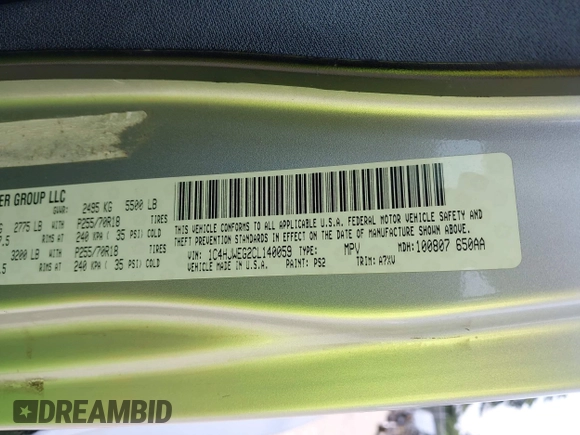 ER GROUP LLC
GVWR: 2495 KG 5500 LB
G 2775 LB WITH P255/70R18 TIRES
7.5 RIMS AT 240 KPA ( 35 PSI) COLD
3200 LB WITH P255/70R18 TIRES
.5 RIMS AT 240 KPA ( 35 PSI) COLD
THIS VEHICLE CONFORMS TO ALL APPLICABLE U.S.A. FEDERAL MOTOR VEHICLE SAFETY AND
THEFT PREVENTION STANDARDS IN EFFECT ON THE DATE OF MANUFACTURE SHOWN ABOVE.
VIN: 1C4HJWEG2CL140059 TYPE: MPV MDH: 100807 650AA
VEHICLE MADE IN U.S.A. PAINT: PS2 TRIM: A7XV
DREAMBID